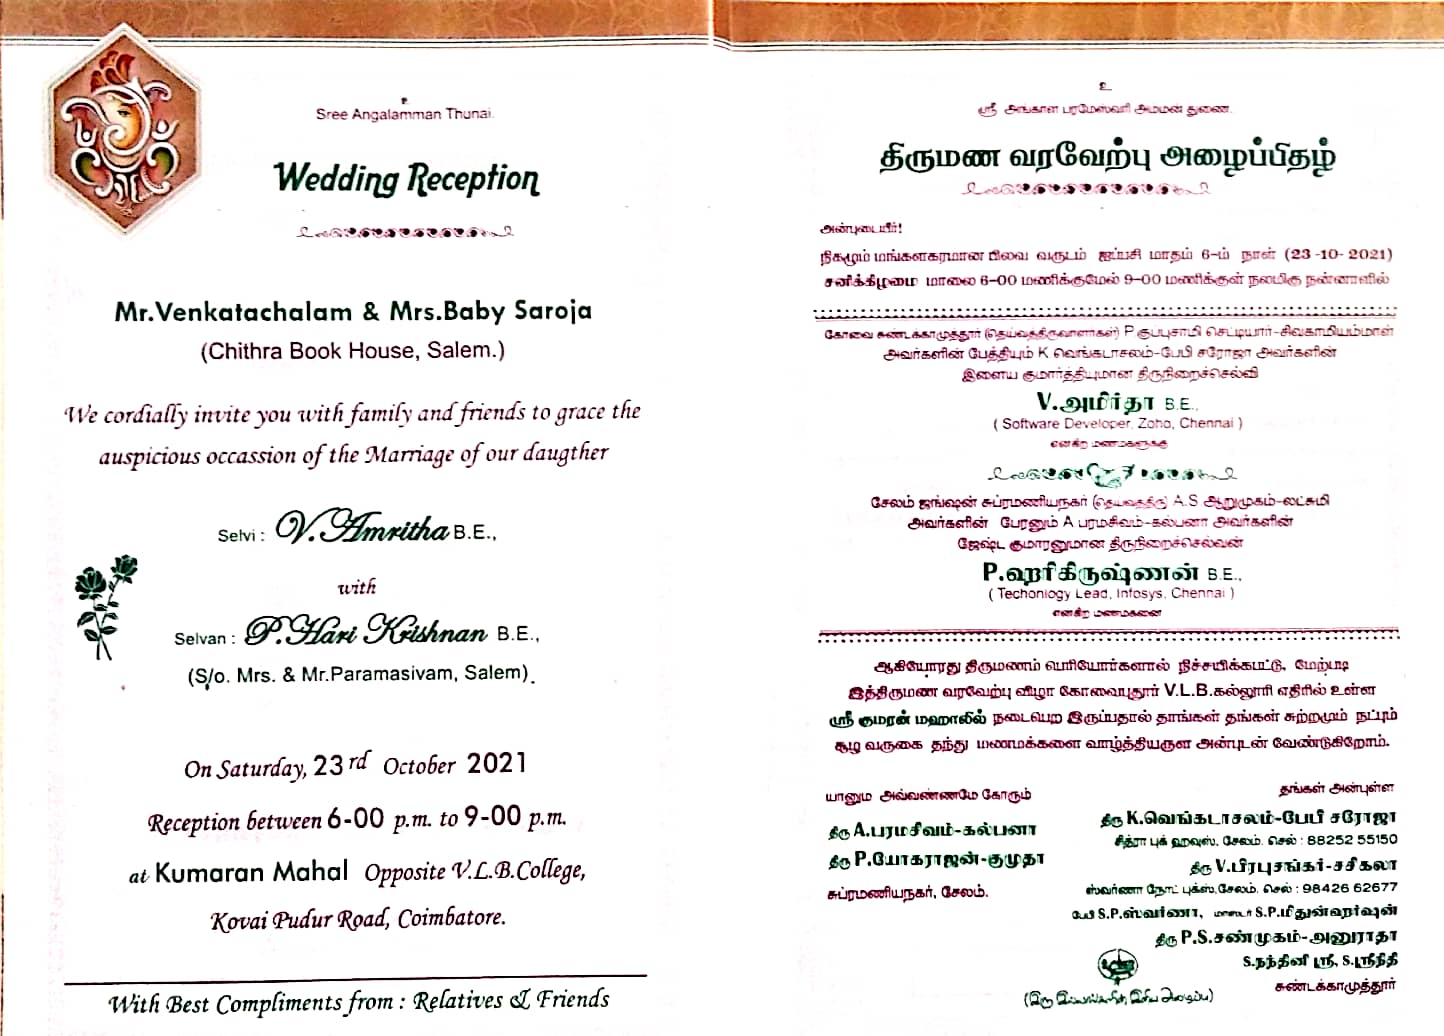 உ
Sree Angalamman Thunai.
Wedding Reception
Mr.Venkatachalam & Mrs.Baby Saroja
(Chithra Book House, Salem.)
We cordially invite you with family and friends to grace the
auspicious occassion of the Marriage of our daugther
Selvi : V.Amritha B.E.,
with
Selvan : P.Hari Krishnan B.E.,
(S/o. Mrs. & Mr.Paramasivam, Salem).
On Saturday, 23rd October 2021
Reception between 6-00 p.m. to 9-00 p.m.
at Kumaran Mahal Opposite V.L.B.College,
Kovai Pudur Road, Coimbatore.
With Best Compliments from : Relatives & Friends
உ
ஸ்ரீ அங்காள பரமேஸ்வரி அம்மன் துணை.
திருமண வரவேற்பு அழைப்பிதழ்
அன்புடையீர்!
நிகழும் மங்களகரமான பிலவ வருடம் ஐப்பசி மாதம் 6-ம் நாள் (23-10-2021)
சனிக்கிழமை மாலை 6-00 மணிக்குமேல் 9-00 மணிக்குள் நலமிகு நன்னாளில்
கோவை சுண்டக்காமுத்தூர் (தெய்வத்திருவாளர்கள்) P குப்புசாமி செட்டியார்-சிவகாமியம்மாள்
அவர்களின் பேத்தியும் K வெங்கடாசலம்-பேபி சரோஜா அவர்களின்
இளைய குமார்த்தியுமான திருநிறைச்செல்வி
V.அமிர்தா B.E.,
( Software Developer, Zoho, Chennai )
என்கிற மணமகளுக்கு
சேலம் ஜங்ஷன் சுப்ரமணியநகர் (தெய்வத்திரு) A.S ஆறுமுகம்-லட்சுமி
அவர்களின் பேரனும் A பரமசிவம்-கல்பனா அவர்களின்
ஜேஷ்ட குமாரனுமான திருநிறைச்செல்வன்
P.ஹரிகிருஷ்ணன் B.E.,
( Techonlogy Lead, Infosys, Chennai )
என்கிற மணமகனை
ஆகியோரது திருமணம் பெரியோர்களால் நிச்சயிக்கப்பட்டு, மேற்படி
இத்திருமண வரவேற்பு விழா கோவைபுதூர் V.L.B.கல்லூரி எதிரில் உள்ள
ஸ்ரீ குமரன் மஹாலில் நடைபெற இருப்பதால் தாங்கள் தங்கள் சுற்றமும் நட்பும்
சூழ வருகை தந்து மணமக்களை வாழ்த்தியருள அன்புடன் வேண்டுகிறோம்.
யானும் அவ்வண்ணமே கோரும்
திரு A.பரமசிவம்-கல்பனா
திரு P.யோகராஜன்-குமுதா
சுப்ரமணியநகர், சேலம்.
தங்கள் அன்புள்ள
திரு K.வெங்கடாசலம்-பேபி சரோஜா
சித்ரா புக் ஹவுஸ், சேலம். செல் : 88252 55150
திரு V.பிரபுசங்கர்-சசிகலா
ஸ்வர்ணா நோட் புக்ஸ்,சேலம். செல் : 98426 62677
பேபி S.P.ஸ்வர்ணா, மாஸ்டர் S.P.மிதுன்ஹர்ஷன்
திரு P.S.சண்முகம்-அனுராதா
S.நந்தினி ஸ்ரீ, S.ஸ்ரீநிதி
சுண்டக்காமுத்தூர்